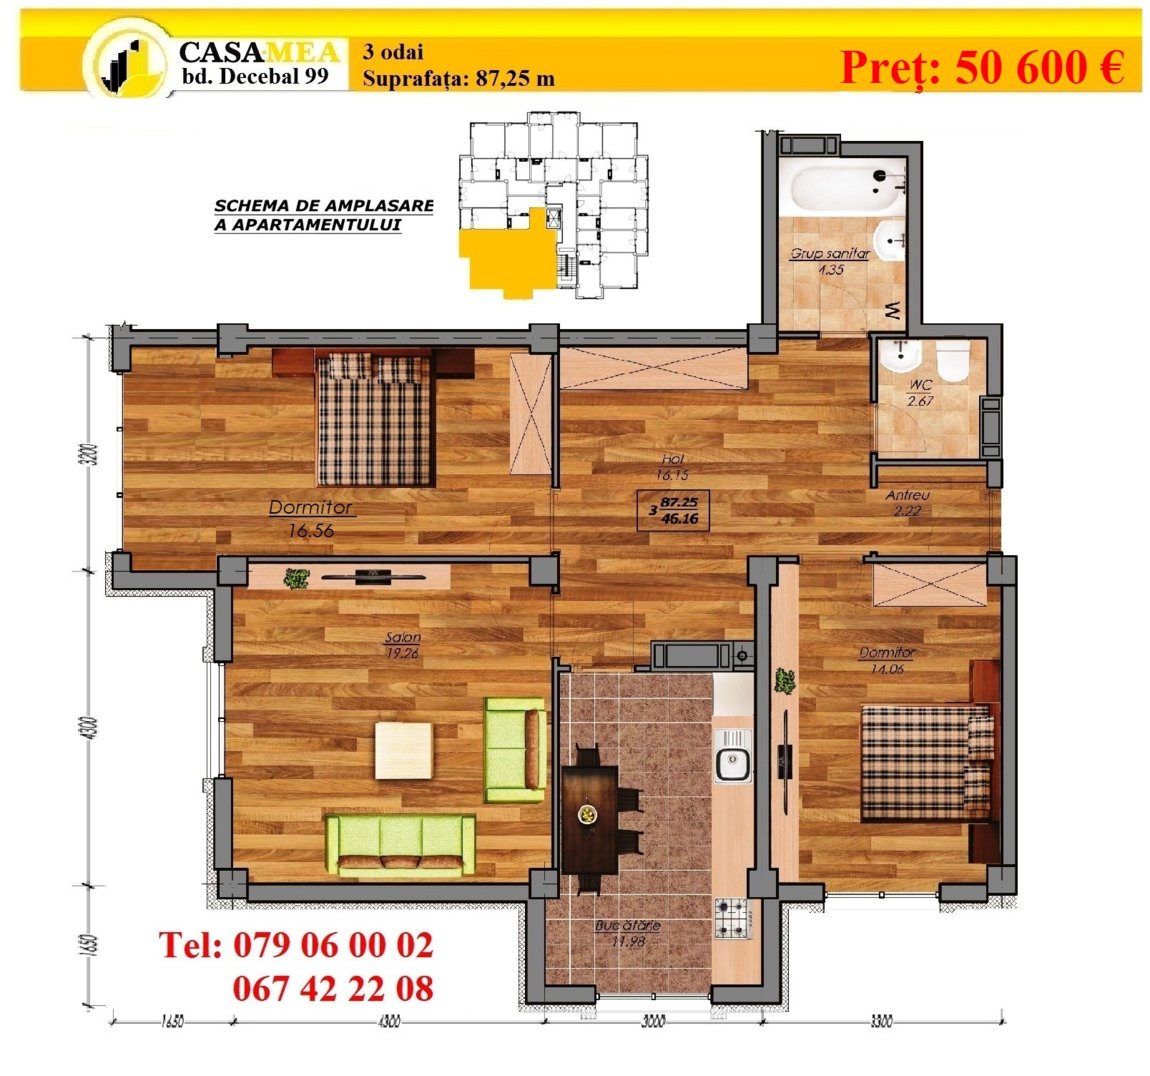 CASA MEA
bd. Decebal 99
3 odai
Suprafața: 87,25 m
Preț: 50 600 €
SCHEMA DE AMPLASARE
A APARTAMENTULUI
Grup sanitar
4.35
W
WC
2.67
Hol
16.15
Antreu
2.22
3 87.25
46.16
Dormitor
16.56
Salon
19.26
Dormitor
14.06
Bucătărie
11.98
3200
4300
1650
Tel: 079 06 00 02
067 42 22 08
1650
4300
3000
3300